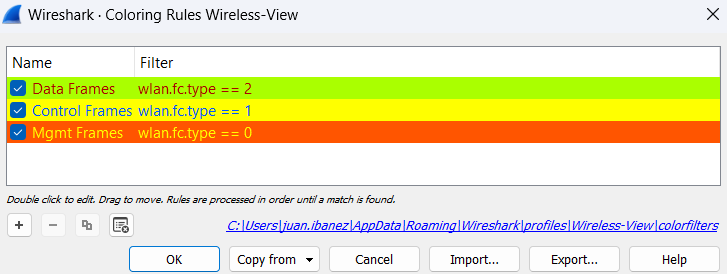 Wireshark · Coloring Rules Wireless-View
Name Filter
Data Frames wlan.fc.type == 2
Control Frames wlan.fc.type == 1
Mgmt Frames wlan.fc.type == 0
Double click to edit. Drag to move. Rules are processed in order until a match is found.
C:\Users\juan.ibanez\AppData\Roaming\Wireshark\profiles\Wireless-View\colorfilters
OK Copy from Cancel Import... Export... Help